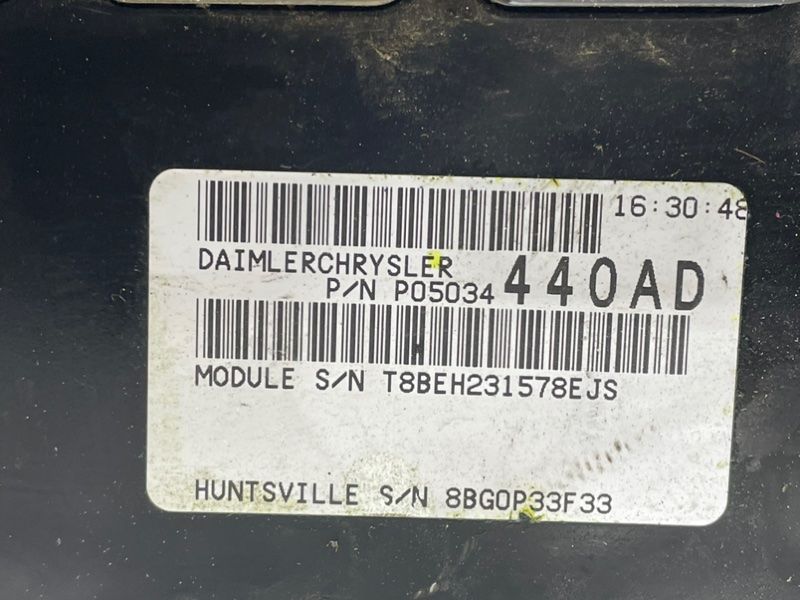 16:30:48
DAIMLERCHRYSLER
P/N P05034 440AD
MODULE S/N T8BEH231578EJS
HUNTSVILLE S/N 8BG0P33F33